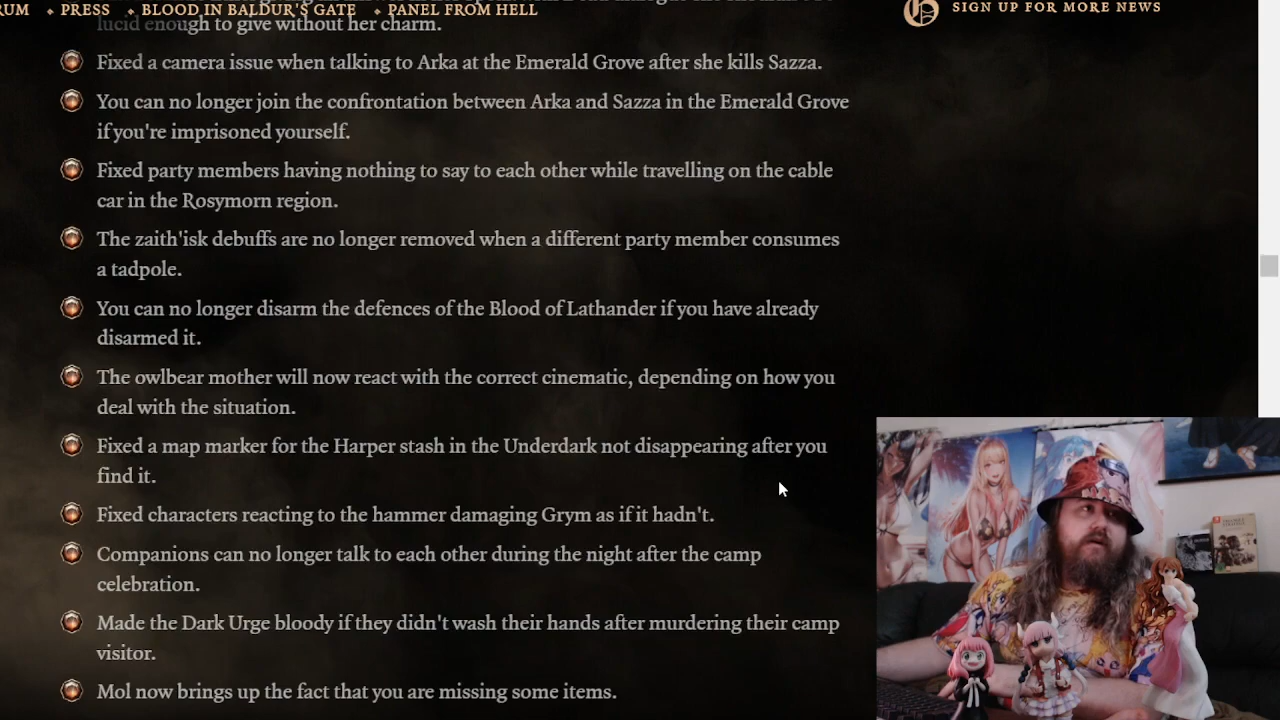 RUM PRESS BLOOD IN BALDUR'S GATE PANEL FROM HELL
SIGN UP FOR MORE NEWS
lucid enough to give without her charm.
Fixed a camera issue when talking to Arka at the Emerald Grove after she kills Sazza.
You can no longer join the confrontation between Arka and Sazza in the Emerald Grove
if you're imprisoned yourself.
Fixed party members having nothing to say to each other while travelling on the cable
car in the Rosymorn region.
The zaith'isk debuffs are no longer removed when a different party member consumes
a tadpole.
You can no longer disarm the defences of the Blood of Lathander if you have already
disarmed it.
The owlbear mother will now react with the correct cinematic, depending on how you
deal with the situation.
Fixed a map marker for the Harper stash in the Underdark not disappearing after you
find it.
Fixed characters reacting to the hammer damaging Grym as if it hadn't.
Companions can no longer talk to each other during the night after the camp
celebration.
Made the Dark Urge bloody if they didn't wash their hands after murdering their camp
visitor.
Mol now brings up the fact that you are missing some items.